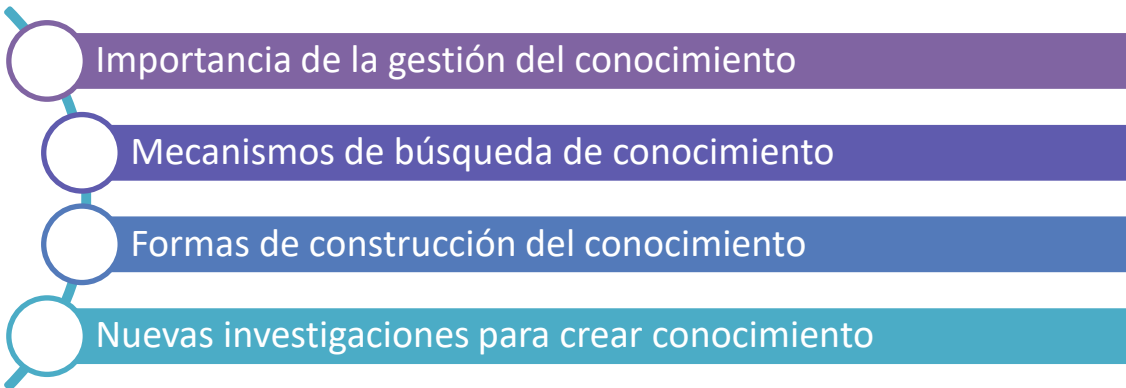 Importancia de la gestión del conocimiento
Mecanismos de búsqueda de conocimiento
Formas de construcción del conocimiento
Nuevas investigaciones para crear conocimiento